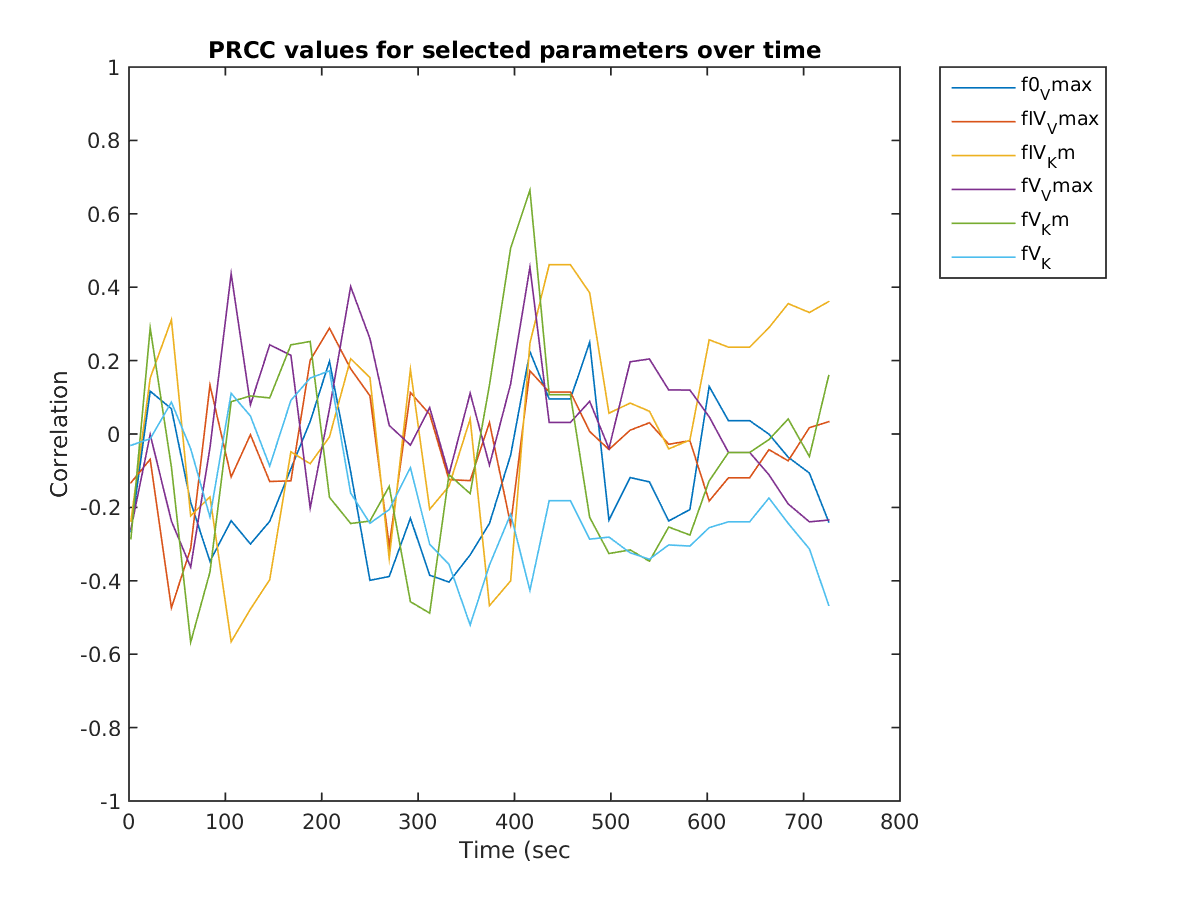 PRCC values for selected parameters over time
1
0.8
0.6
0.4
0.2
0
-0.2
-0.4
-0.6
-0.8
-1
Correlation
0 100 200 300 400 500 600 700 800
Time (sec
f0Vmax
fIVVmax
fIVKm
fVVmax
fVKm
fVK